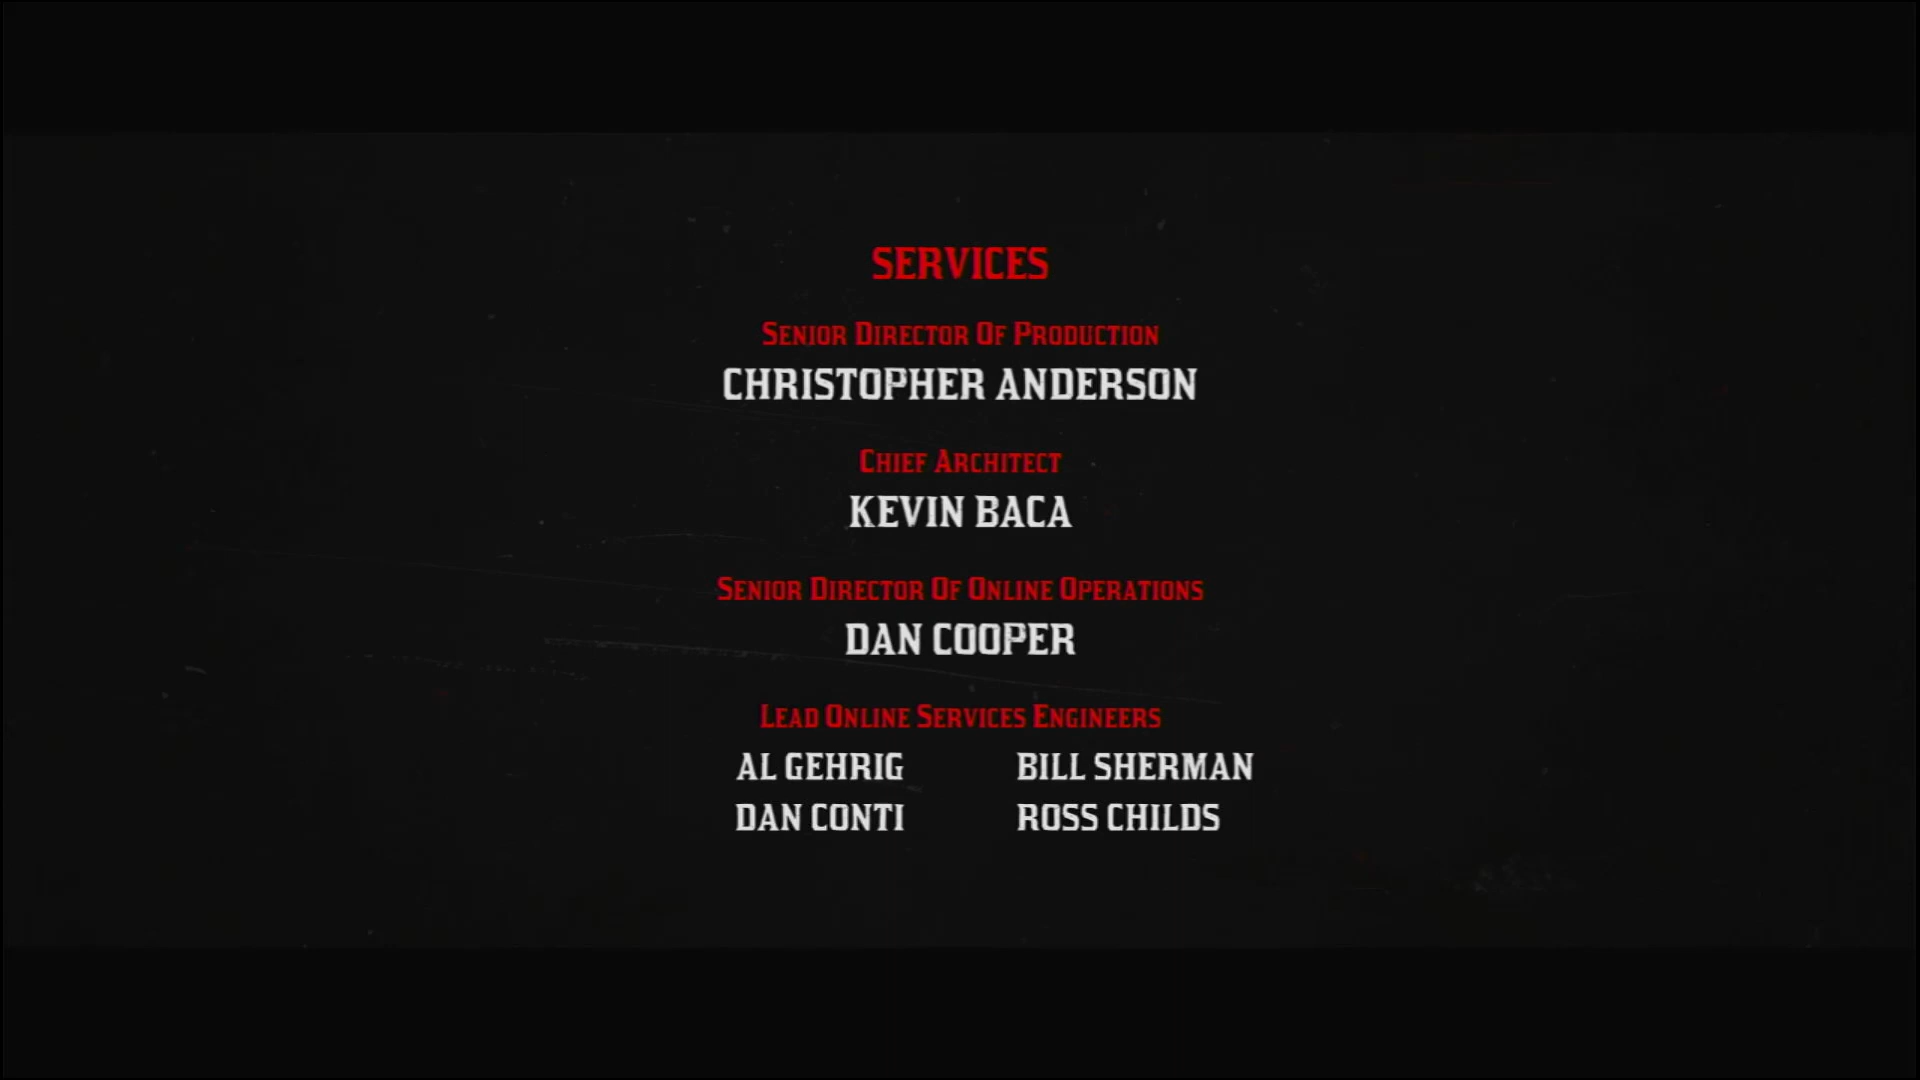 SERVICES
Senior Director Of Production
CHRISTOPHER ANDERSON
Chief Architect
KEVIN BACA
Senior Director Of Online Operations
DAN COOPER
Lead Online Services Engineers
AL GEHRIG BILL SHERMAN
DAN CONTI ROSS CHILDS